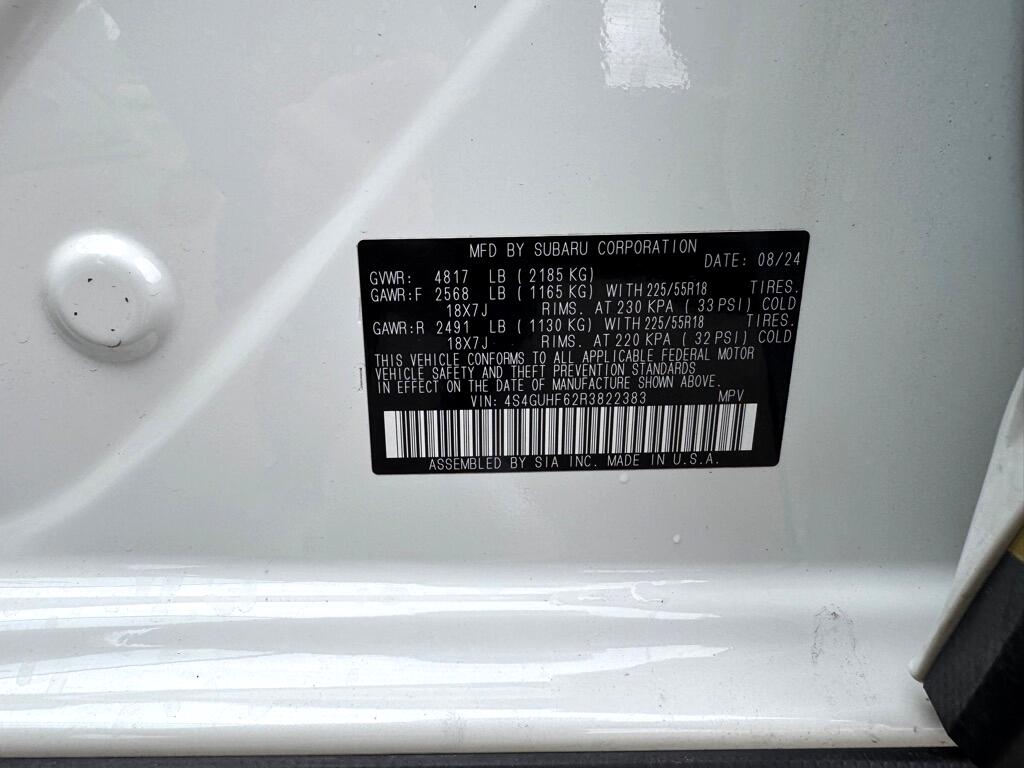 MFD BY SUBARU CORPORATION DATE: 08/24
GVWR: 4817 LB (2185 KG)
GAWR:F 2568 LB (1165 KG) WITH 225/55R18 TIRES.
18X7J RIMS. AT 230 KPA (33 PSI) COLD
GAWR:R 2491 LB (1130 KG) WITH 225/55R18 TIRES.
18X7J RIMS. AT 220 KPA (32 PSI) COLD
THIS VEHICLE CONFORMS TO ALL APPLICABLE FEDERAL MOTOR
VEHICLE SAFETY AND THEFT PREVENTION STANDARDS
IN EFFECT ON THE DATE OF MANUFACTURE SHOWN ABOVE.
VIN: 4S4GUHF62R3822383 MPV
ASSEMBLED BY SIA INC. MADE IN U.S.A.